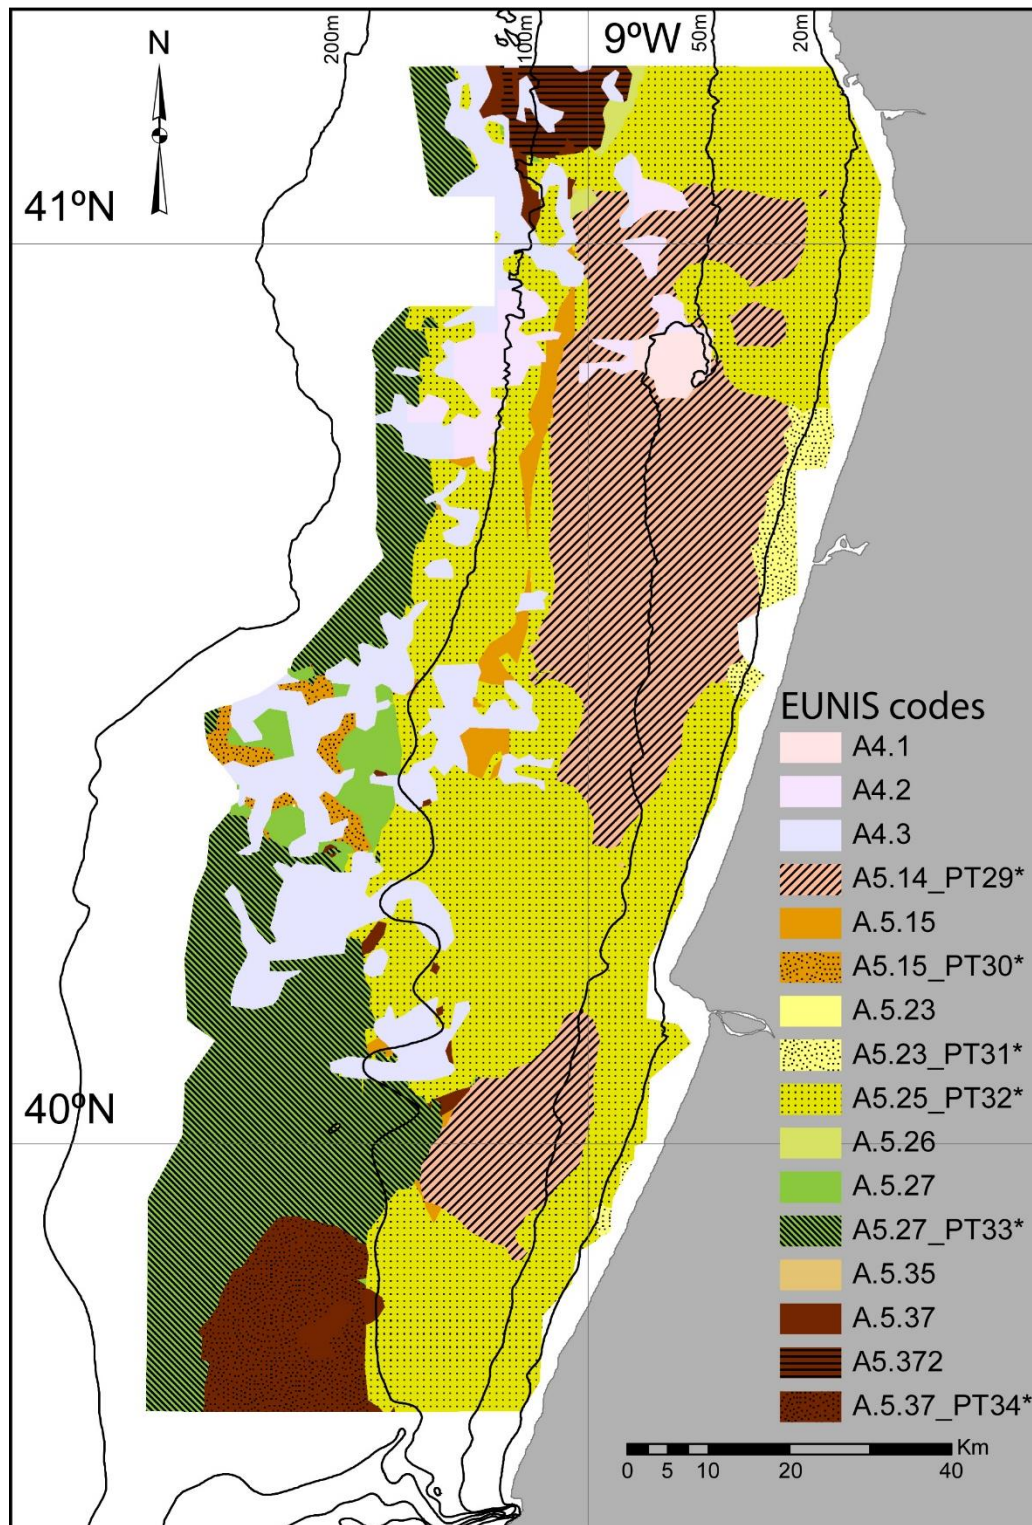 N
200m
100m
9ºW
50m
20m
41ºN
40ºN
EUNIS codes
A4.1
A4.2
A4.3
A5.14_PT29*
A.5.15
A5.15_PT30*
A.5.23
A5.23_PT31*
A5.25_PT32*
A.5.26
A.5.27
A5.27_PT33*
A.5.35
A.5.37
A5.372
A.5.37_PT34*
Km
0 5 10 20 40